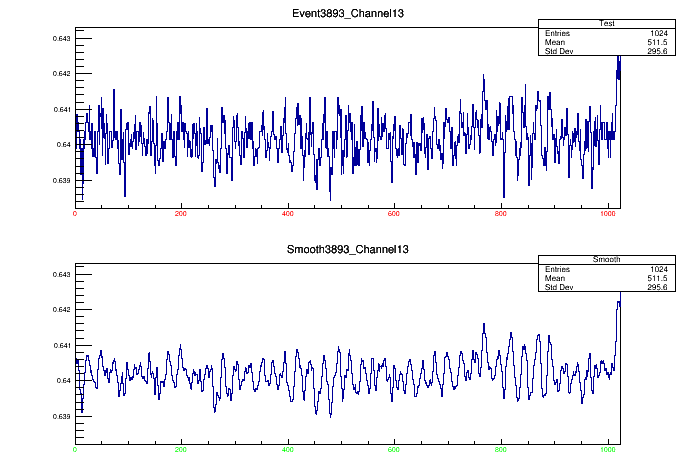 Event3893_Channel13
Test
Entries 1024
Mean 511.5
Std Dev 295.6
0.643
0.642
0.641
0.64
0.639
0 200 400 600 800 1000
Smooth3893_Channel13
Smooth
Entries 1024
Mean 511.5
Std Dev 295.6
0.643
0.642
0.641
0.64
0.639
0 200 400 600 800 1000